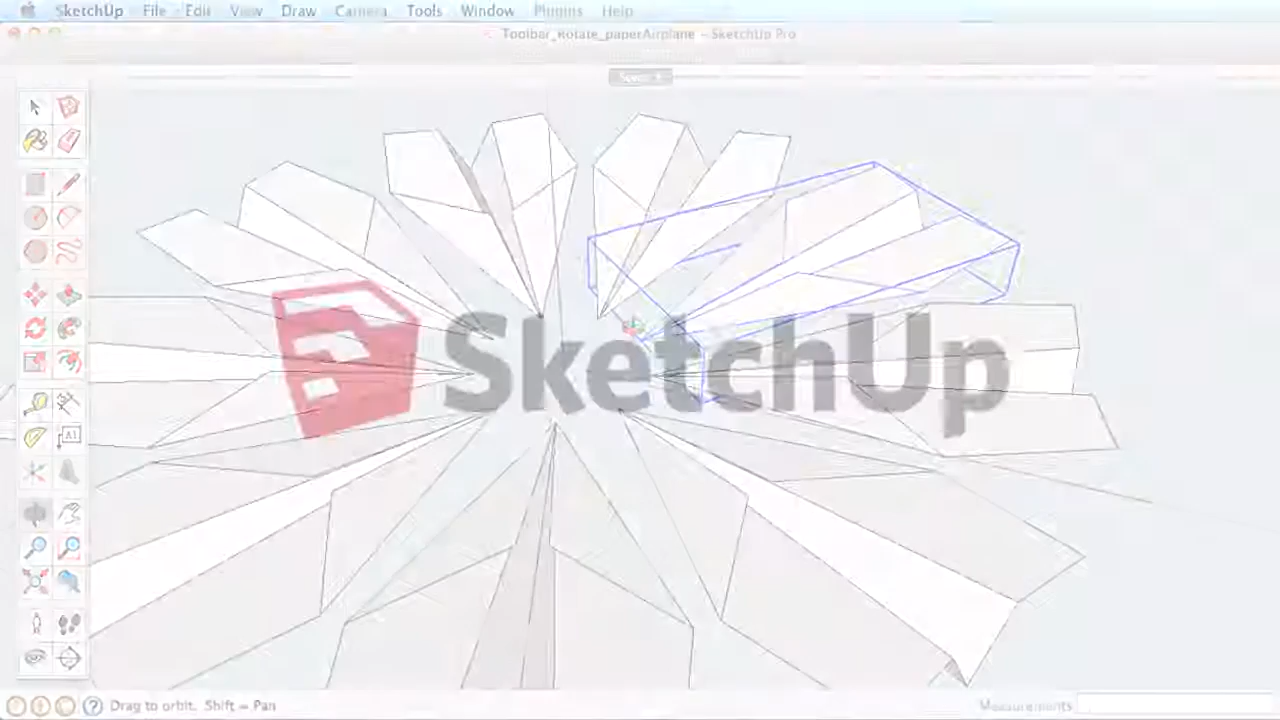 SketchUp File Edit View Draw Camera Tools Window Plugins Help
Toolbar_Rotate_paperAirplane - SketchUp Pro
SketchUp
A1
Drag to orbit. Shift = Pan
Measurements